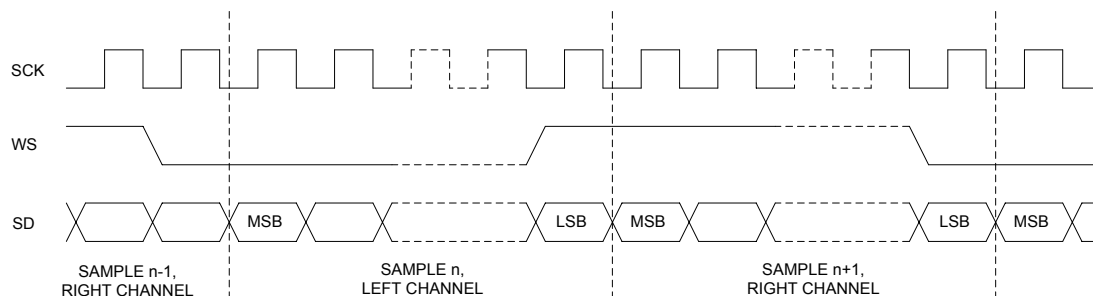 SCK
WS
SD
MSB
LSB
MSB
LSB
MSB
SAMPLE n-1,
RIGHT CHANNEL
SAMPLE n,
LEFT CHANNEL
SAMPLE n+1,
RIGHT CHANNEL